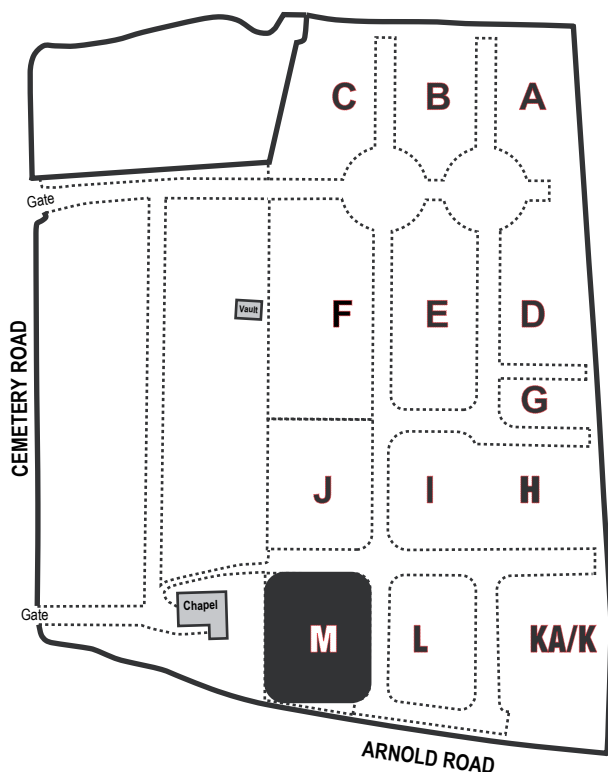 C B A
Gate
Vault
F E D
G
CEMETERY ROAD
J I H
Chapel
Gate
M L KA/K
ARNOLD ROAD